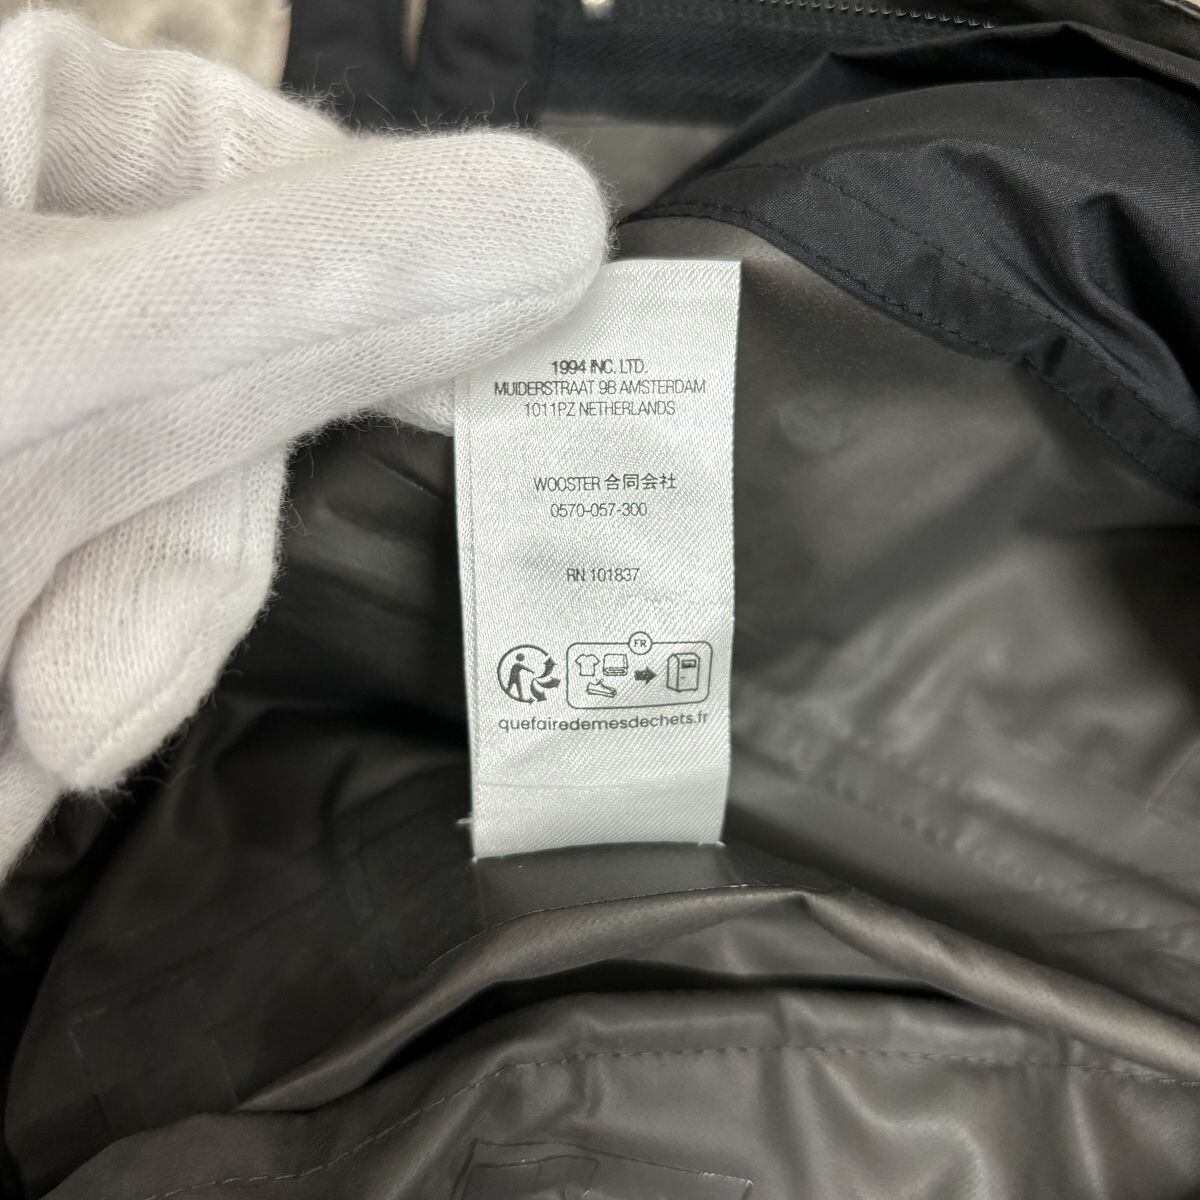 1994 INC. LTD.
MUIDERSTRAAT 9B AMSTERDAM
1011PZ NETHERLANDS
WOOSTER 合同会社
0570-057-300
RN 101837
FR
quefairedemesdechets.fr